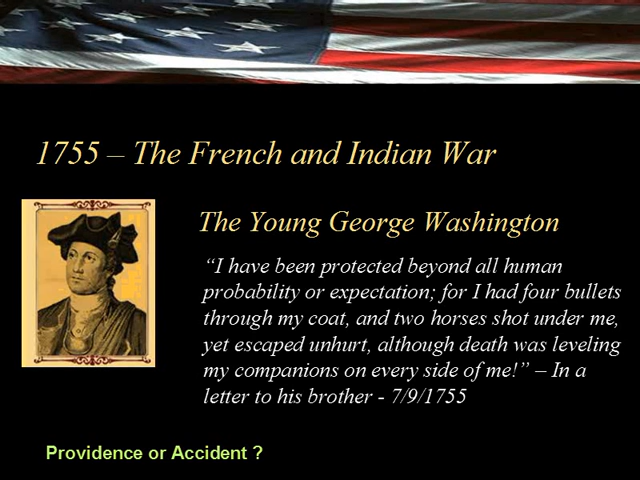 1755 – The French and Indian War
The Young George Washington
“I have been protected beyond all human
probability or expectation; for I had four bullets
through my coat, and two horses shot under me,
yet escaped unhurt, although death was leveling
my companions on every side of me!” – In a
letter to his brother - 7/9/1755
Providence or Accident ?